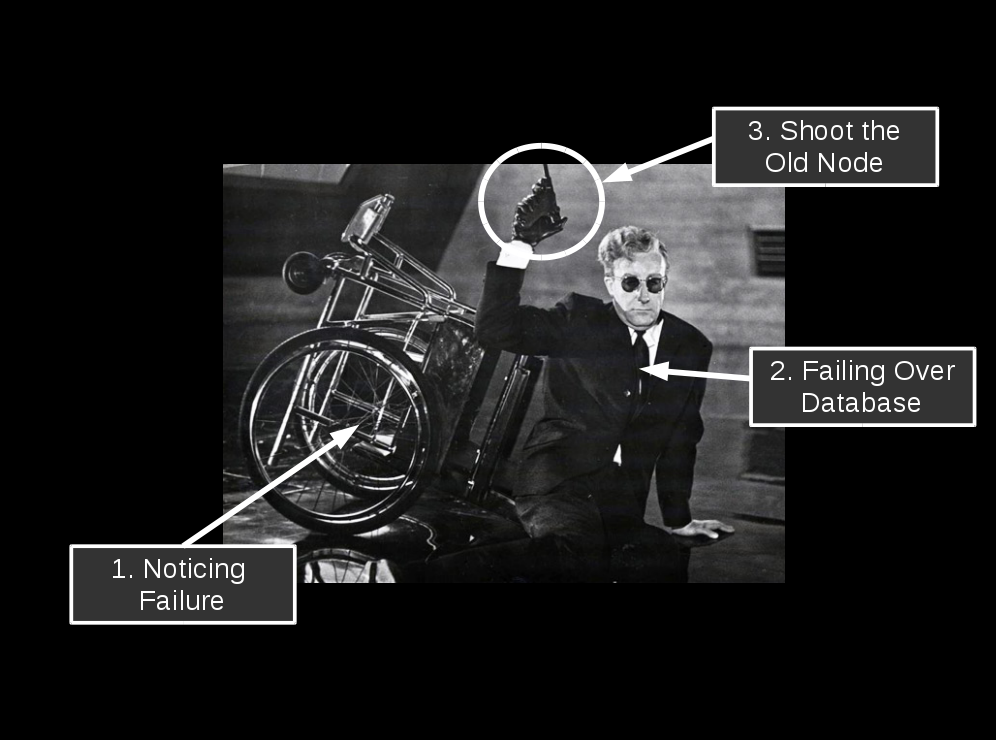 3. Shoot the
Old Node
2. Failing Over
Database
1. Noticing
Failure